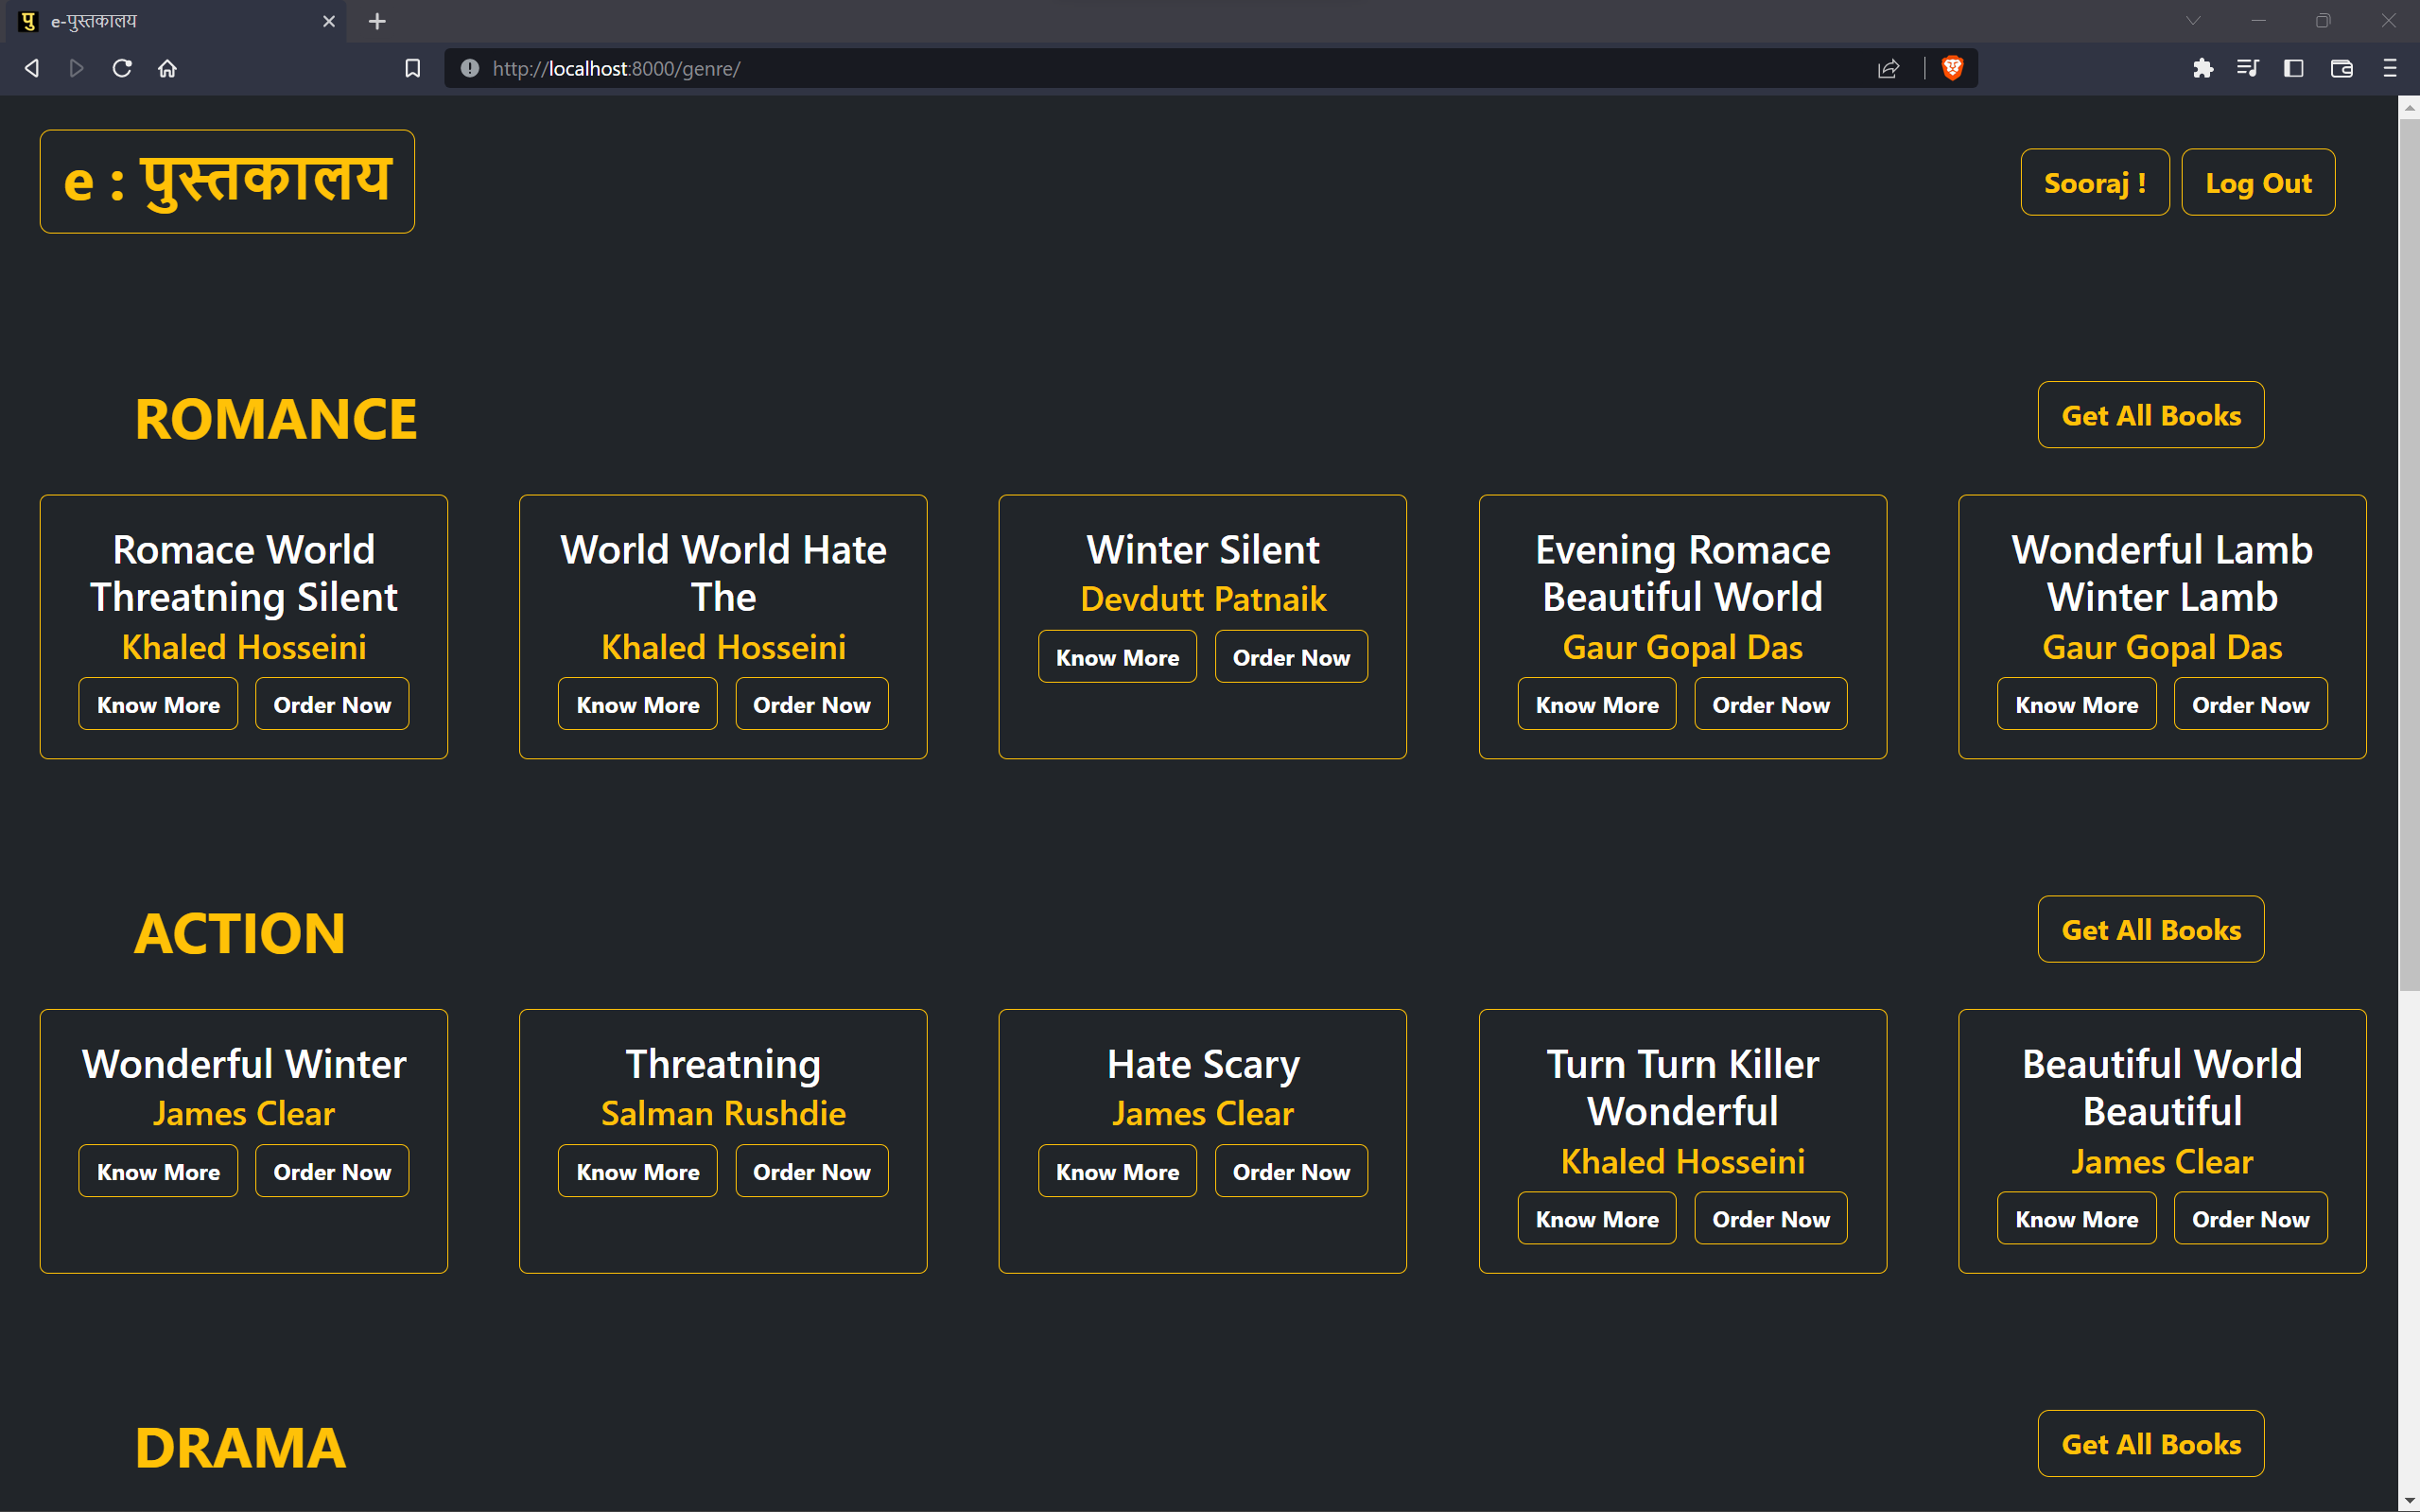 पु e-पुस्तकालय
http://localhost:8000/genre/
e : पुस्तकालय
Sooraj !
Log Out
ROMANCE
Get All Books
Romace World
Threatning Silent
Khaled Hosseini
Know More
Order Now
World World Hate
The
Khaled Hosseini
Know More
Order Now
Winter Silent
Devdutt Patnaik
Know More
Order Now
Evening Romace
Beautiful World
Gaur Gopal Das
Know More
Order Now
Wonderful Lamb
Winter Lamb
Gaur Gopal Das
Know More
Order Now
ACTION
Get All Books
Wonderful Winter
James Clear
Know More
Order Now
Threatning
Salman Rushdie
Know More
Order Now
Hate Scary
James Clear
Know More
Order Now
Turn Turn Killer
Wonderful
Khaled Hosseini
Know More
Order Now
Beautiful World
Beautiful
James Clear
Know More
Order Now
DRAMA
Get All Books